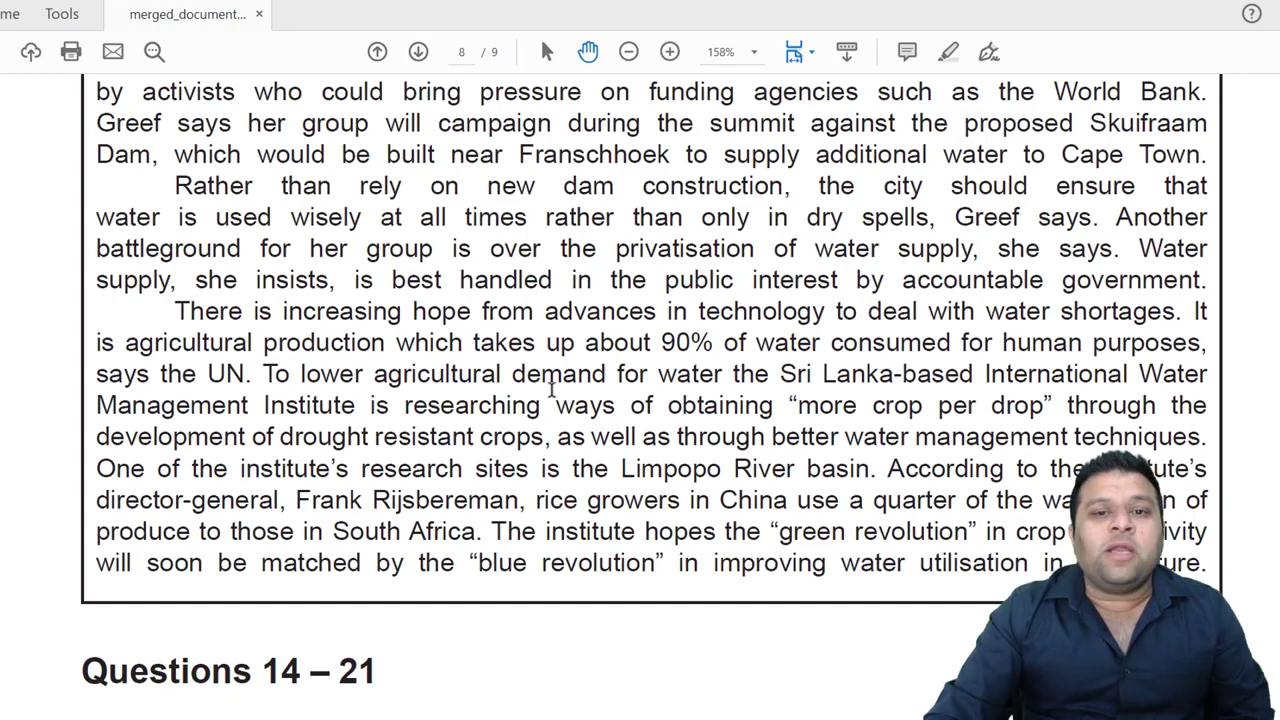 me Tools merged_document... ×
8 / 9 158%
by activists who could bring pressure on funding agencies such as the World Bank.
Greef says her group will campaign during the summit against the proposed Skuifraam
Dam, which would be built near Franschhoek to supply additional water to Cape Town.
Rather than rely on new dam construction, the city should ensure that
water is used wisely at all times rather than only in dry spells, Greef says. Another
battleground for her group is over the privatisation of water supply, she says. Water
supply, she insists, is best handled in the public interest by accountable government.
There is increasing hope from advances in technology to deal with water shortages. It
is agricultural production which takes up about 90% of water consumed for human purposes,
says the UN. To lower agricultural demand for water the Sri Lanka-based International Water
Management Institute is researching ways of obtaining “more crop per drop” through the
development of drought resistant crops, as well as through better water management techniques.
One of the institute’s research sites is the Limpopo River basin. According to the
director-general, Frank Rijsbereman, rice growers in China use a quarter of the of
produce to those in South Africa. The institute hopes the “green revolution” in crop
will soon be matched by the “blue revolution” in improving water utilisation in
Questions 14 – 21